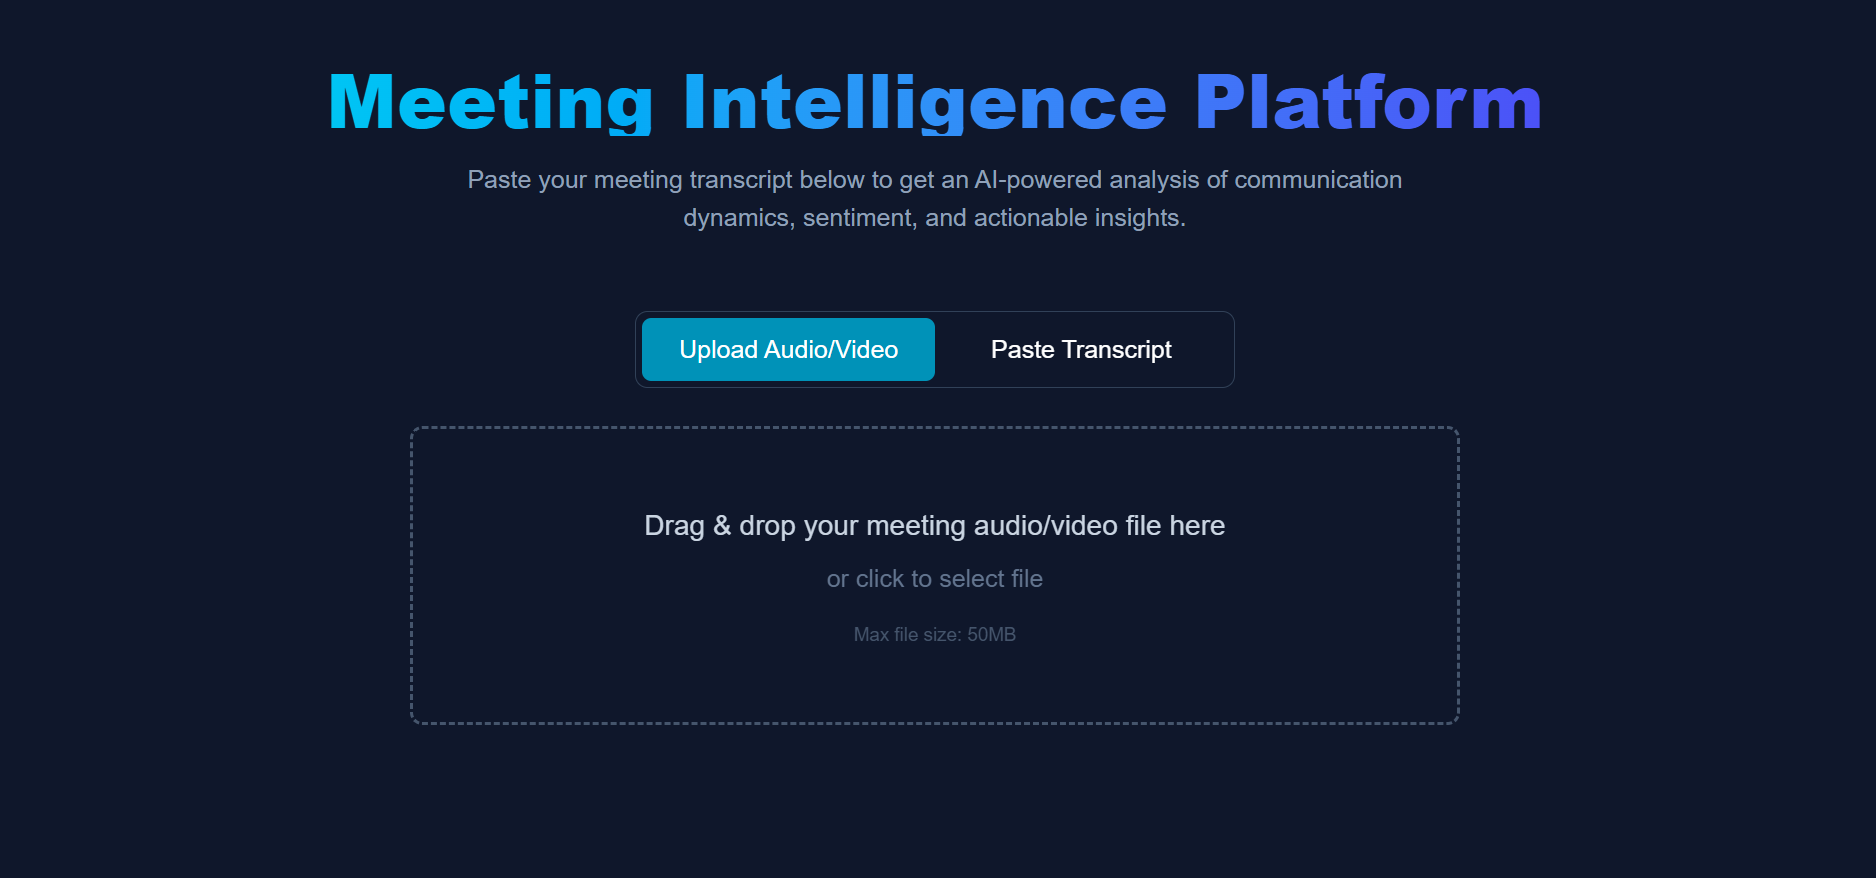 Meeting Intelligence Platform
Paste your meeting transcript below to get an AI-powered analysis of communication
dynamics, sentiment, and actionable insights.
Upload Audio/Video
Paste Transcript
Drag & drop your meeting audio/video file here
or click to select file
Max file size: 50MB